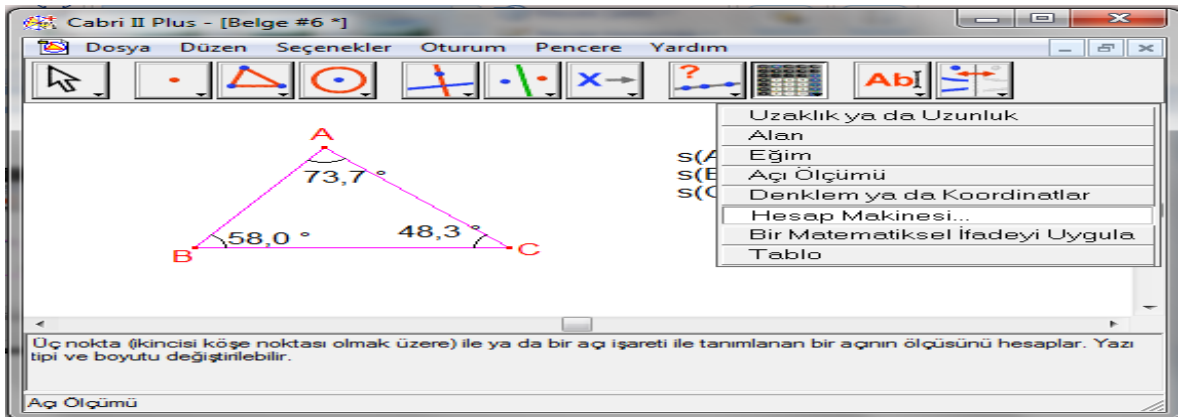 Cabri II Plus - [Belge #6 *]
Dosya Düzen Seçenekler Oturum Pencere Yardım
? X Ab
Uzaklık ya da Uzunluk
Alan
Eğim
Açı Ölçümü
Denklem ya da Koordinatlar
Hesap Makinesi...
Bir Matematiksel İfadeyi Uygula
Tablo
A
73,7 °
B
58,0 °
48,3 °
C
s(A
s(
s(
Üç nokta (ikincisi köşe noktası olmak üzere) ile ya da bir açı işareti ile tanımlanan bir açının ölçüsünü hesaplar. Yazı
tipi ve boyutu değiştirilebilir.
Açı Ölçümü